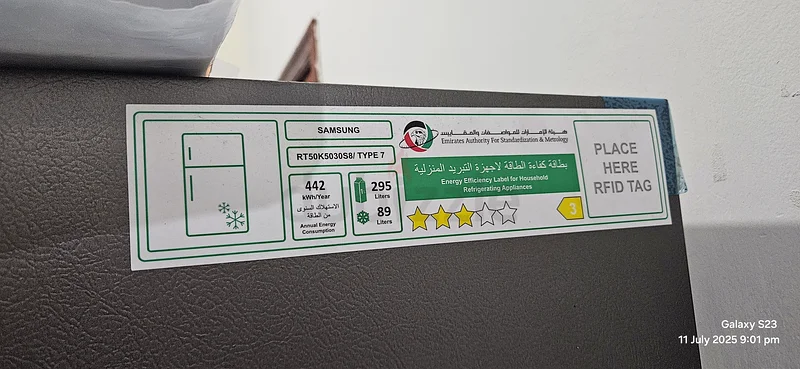 SAMSUNG
RT50K5030S8/ TYPE 7
442
kWh/Year
الاستهلاك السنوى
من الطاقة
Annual Energy
Consumption
295
Liters
89
Liters
هيئة الإمارات للمواصفات والمقاييس
Emirates Authority For Standardization & Metrology
بطاقة كفاءة الطاقة لاجهزة التبريد المنزلية
Energy Efficiency Label for Household
Refrigerating Appliances
3
PLACE
HERE
RFID TAG
Galaxy S23
11 July 2025 9:01 pm